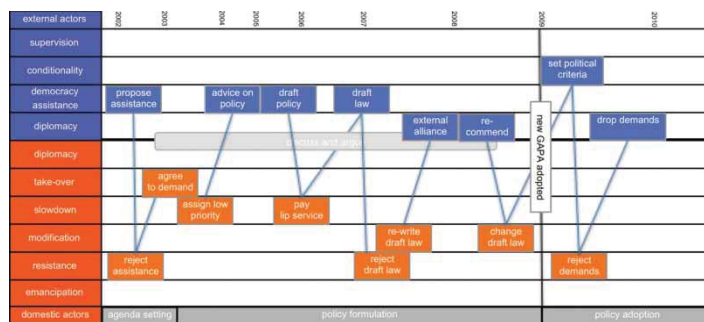 external actors
2002
2003
2004
2005
2006
2007
2008
2009
2010
supervision
conditionality
set political
criteria
democracy
assistance
propose
assistance
advice on
policy
draft
policy
draft
law
diplomacy
external
alliance
re-
commend
drop demands
new GAPA adopted
discuss and argue
diplomacy
take-over
agree
to demand
slowdown
assign low
priority
pay
lip service
modification
re-write
draft law
change
draft law
resistance
reject
assistance
reject
draft law
reject
demands
emancipation
domestic actors
agenda setting
policy formulation
policy adoption